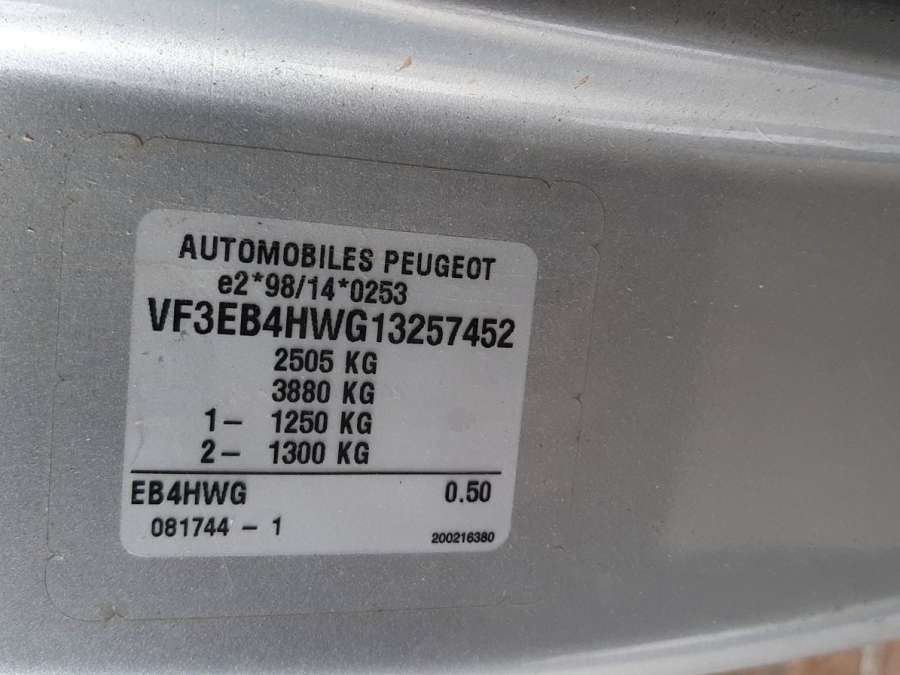 AUTOMOBILES PEUGEOT
e2*98/14*0253
VF3EB4HWG13257452
2505 KG
3880 KG
1- 1250 KG
2- 1300 KG
EB4HWG 0.50
081744 - 1 200216380